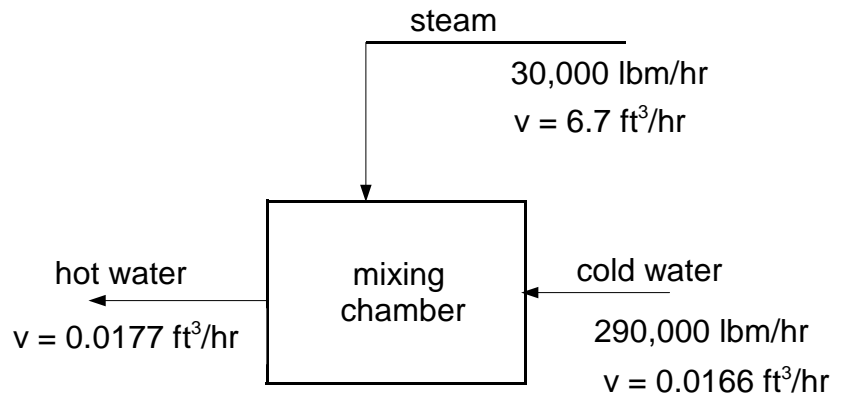 steam
30,000 lbm/hr
v = 6.7 ft³/hr
hot water
v = 0.0177 ft³/hr
mixing
chamber
cold water
290,000 lbm/hr
v = 0.0166 ft³/hr